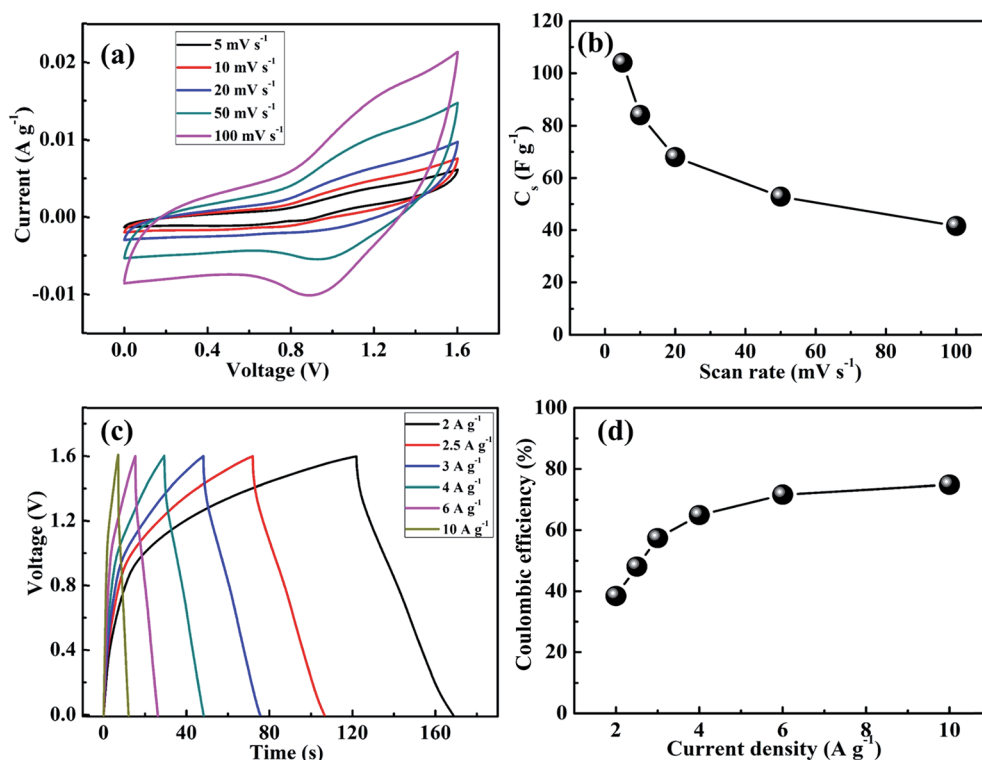 (a)
5 mV s⁻¹
10 mV s⁻¹
20 mV s⁻¹
50 mV s⁻¹
100 mV s⁻¹
Current (A g⁻¹)
0.02
0.01
0.00
-0.01
0.0 0.4 0.8 1.2 1.6
Voltage (V)
(b)
Cₛ (F g⁻¹)
120
100
80
60
40
20
0
0 20 40 60 80 100
Scan rate (mV s⁻¹)
(c)
2 A g⁻¹
2.5 A g⁻¹
3 A g⁻¹
4 A g⁻¹
6 A g⁻¹
10 A g⁻¹
Voltage (V)
2.0
1.6
1.2
0.8
0.4
0.0
0 40 80 120 160
Time (s)
(d)
Coulombic efficiency (%)
100
80
60
40
20
0
2 4 6 8 10
Current density (A g⁻¹)